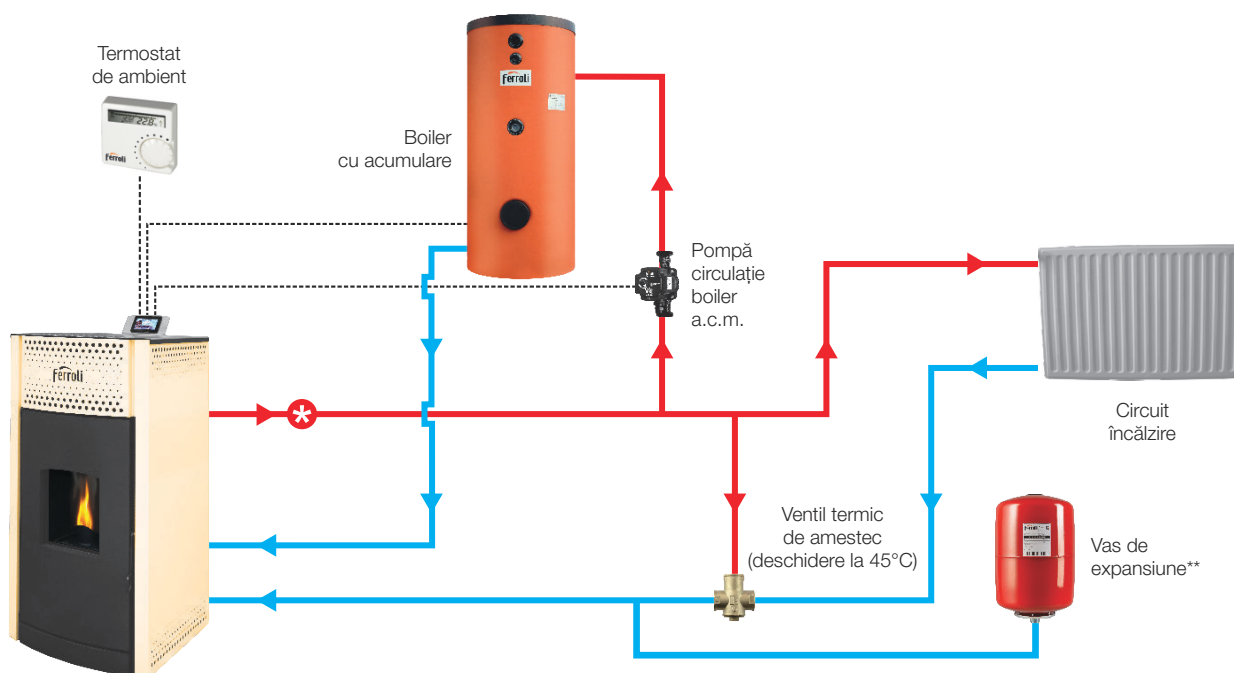 Termostat
de ambient
22.8
Ferroli
Boiler
cu acumulare
Ferroli
Pompă
circulație
boiler
a.c.m.
Ferroli
*
Circuit
încălzire
Ventil termic
de amestec
(deschidere la 45°C)
Ferroli
Vas de
expansiune**